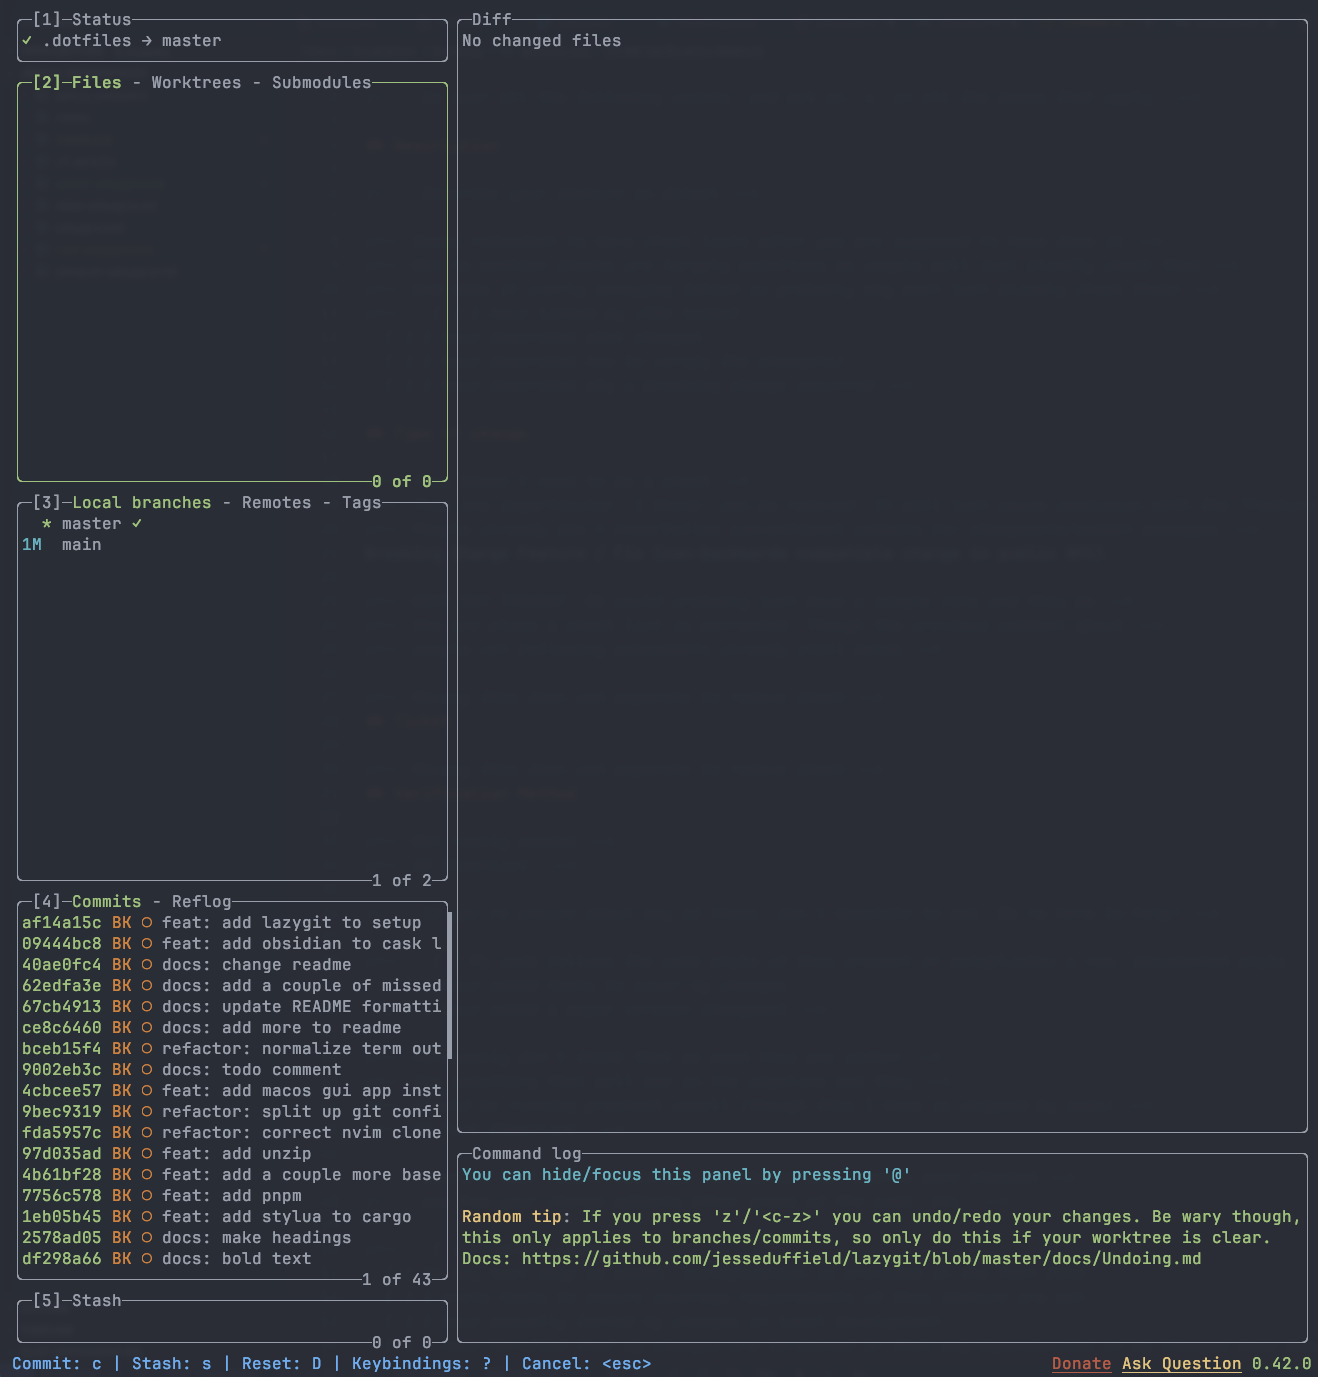 [1] Status
✓ .dotfiles → master
[2] Files - Worktrees - Submodules
0 of 0
[3] Local branches - Remotes - Tags
* master ✓
1M main
1 of 2
[4] Commits - Reflog
af14a15c BK ○ feat: add lazygit to setup
09444bc8 BK ○ feat: add obsidian to cask l
40ae0fc4 BK ○ docs: change readme
62edfa3e BK ○ docs: add a couple of missed
67cb4913 BK ○ docs: update README formatti
ce8c6460 BK ○ docs: add more to readme
bceb15f4 BK ○ refactor: normalize term out
9002eb3c BK ○ docs: todo comment
4cbcee57 BK ○ feat: add macos gui app inst
9bec9319 BK ○ refactor: split up git confi
fda5957c BK ○ refactor: correct nvim clone
97d035ad BK ○ feat: add unzip
4b61bf28 BK ○ feat: add a couple more base
7756c578 BK ○ feat: add pnpm
1eb05b45 BK ○ feat: add stylua to cargo
2578ad05 BK ○ docs: make headings
df298a66 BK ○ docs: bold text
1 of 43
[5] Stash
0 of 0
Diff
No changed files
Command log
You can hide/focus this panel by pressing '@'
Random tip: If you press 'z'/'<c-z>' you can undo/redo your changes. Be wary though,
this only applies to branches/commits, so only do this if your worktree is clear.
Docs: https://github.com/jesseduffield/lazygit/blob/master/docs/Undoing.md
Commit: c | Stash: s | Reset: D | Keybindings: ? | Cancel: <esc>
Donate Ask Question 0.42.0